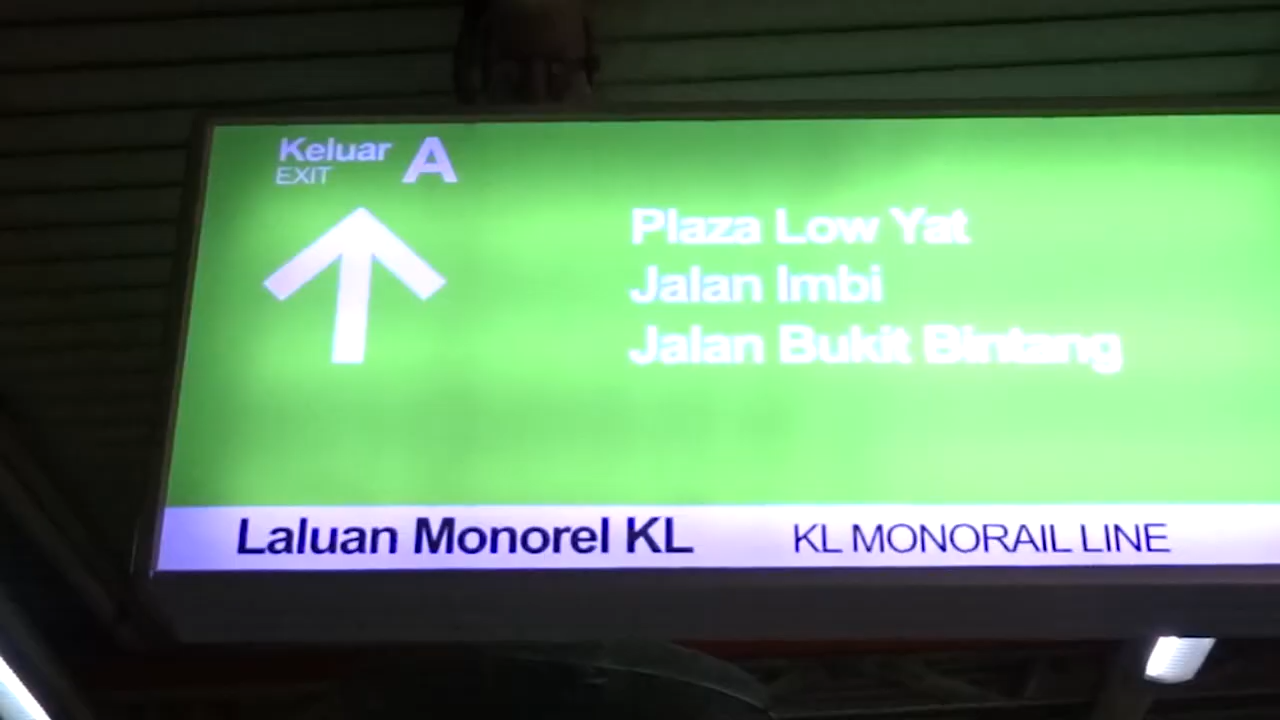 Keluar A
EXIT
Plaza Low Yat
Jalan Imbi
Jalan Bukit Bintang
Laluan Monorel KL KL MONORAIL LINE